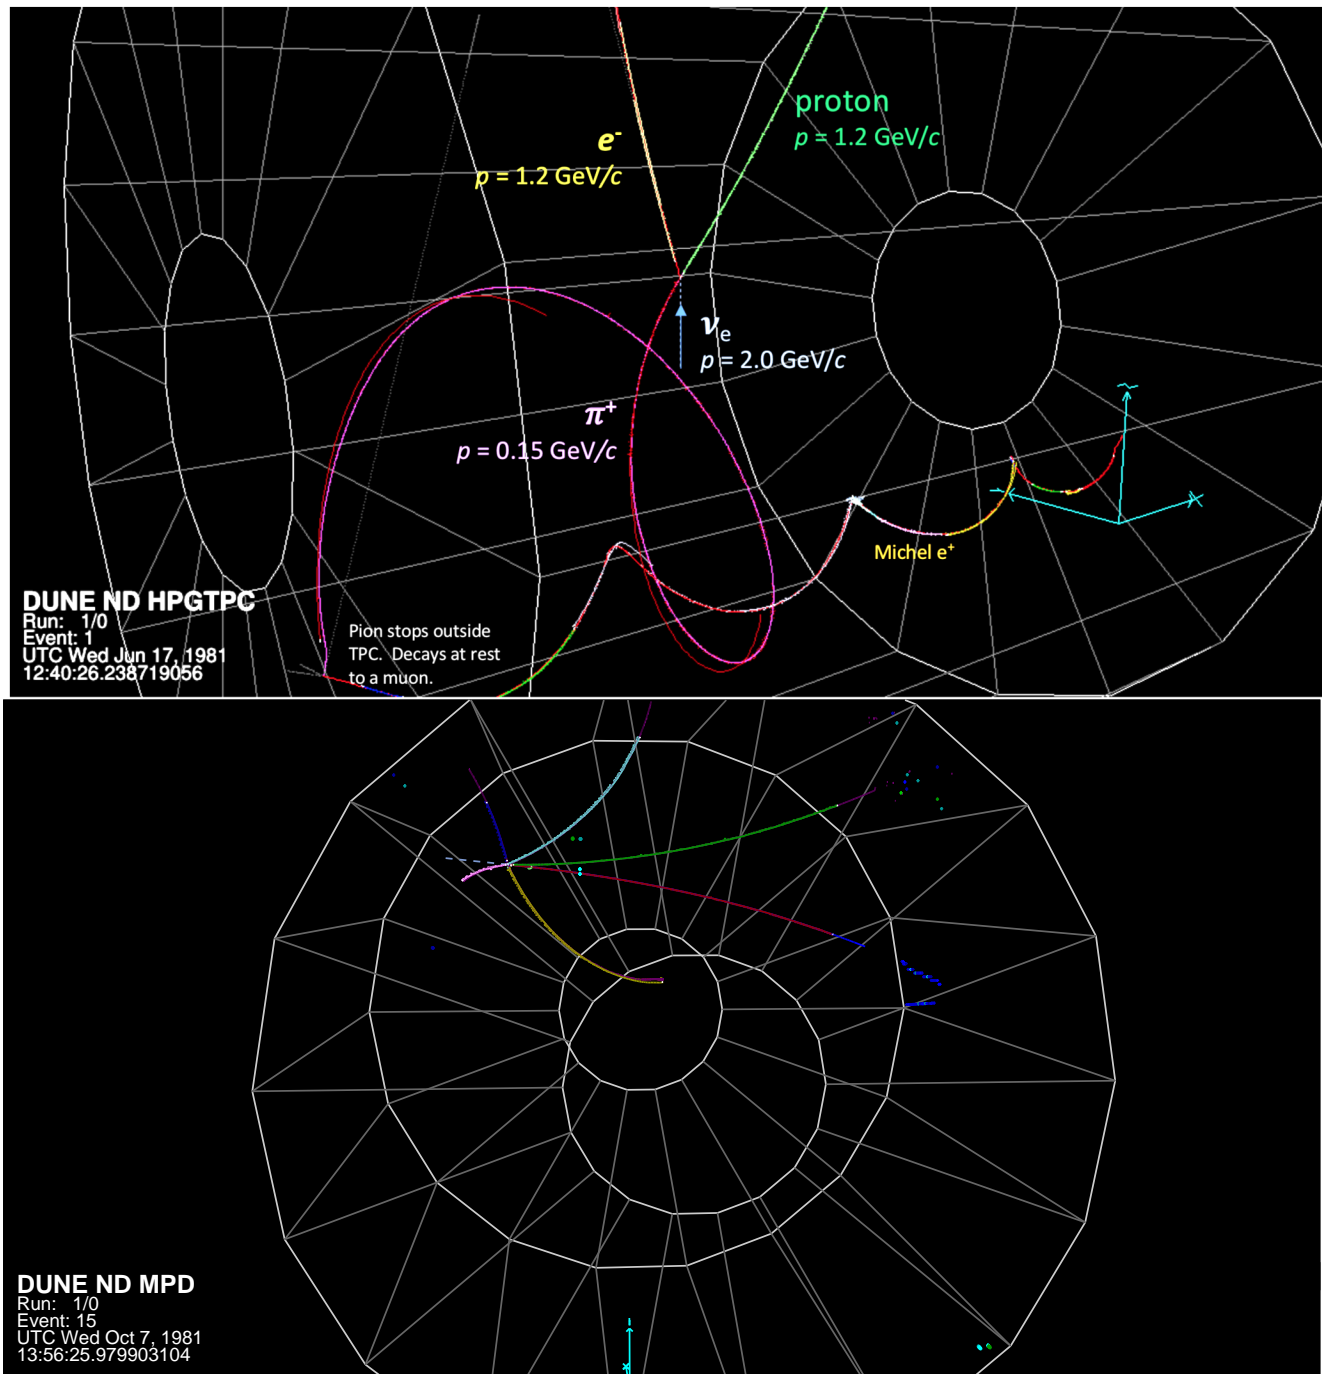 proton
p = 1.2 GeV/c
e-
p = 1.2 GeV/c
νe
p = 2.0 GeV/c
π+
p = 0.15 GeV/c
Michel e+
DUNE ND HPGTPC
Run: 1/0
Event: 1
UTC Wed Jun 17, 1981
12:40:26.238719056
Pion stops outside
TPC. Decays at rest
to a muon.
DUNE ND MPD
Run: 1/0
Event: 15
UTC Wed Oct 7, 1981
13:56:25.979903104